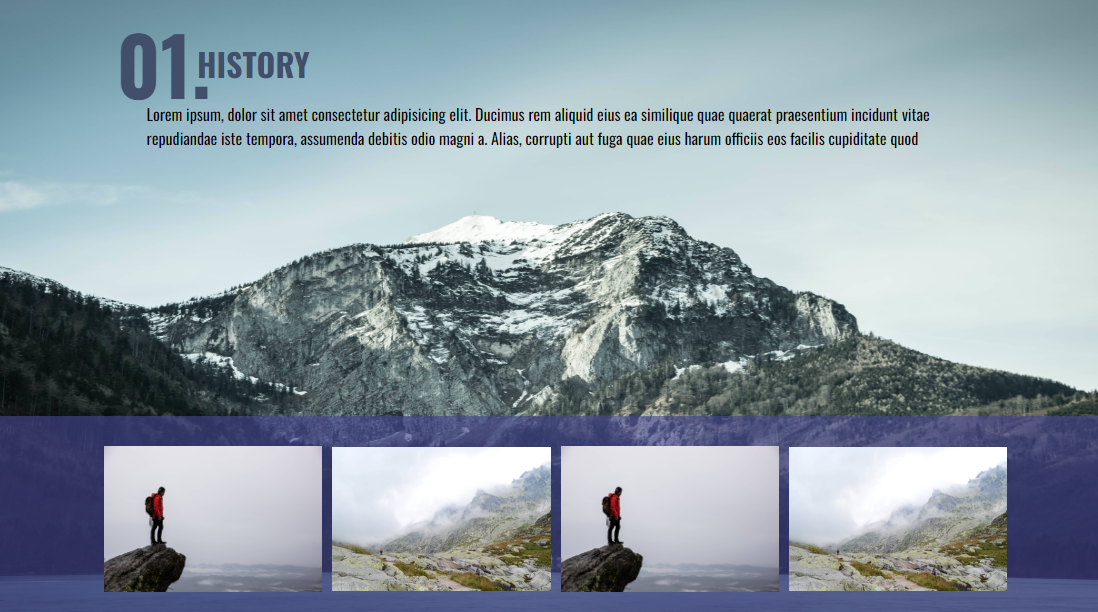 01. HISTORY
Lorem ipsum, dolor sit amet consectetur adipisicing elit. Ducimus rem aliquid eius ea similique quae quaerat praesentium incidunt vitae
repudiandae iste tempora, assumenda debitis odio magni a. Alias, corrupti aut fuga quae eius harum officiis eos facilis cupiditate quod